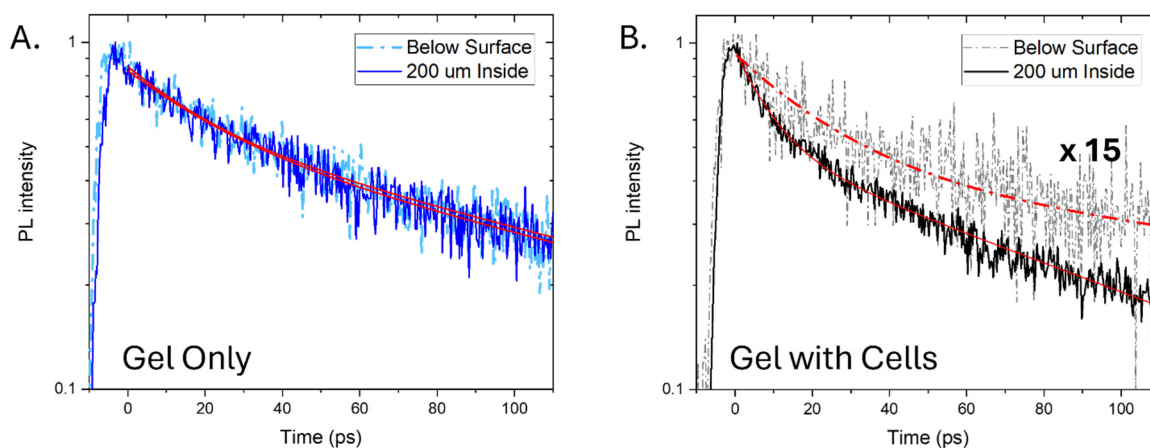 A.
1
Below Surface
200 um Inside
PL intensity
0.1
Gel Only
0 20 40 60 80 100
Time (ps)
B.
1
Below Surface
200 um Inside
x 15
PL intensity
0.1
Gel with Cells
0 20 40 60 80 100
Time (ps)